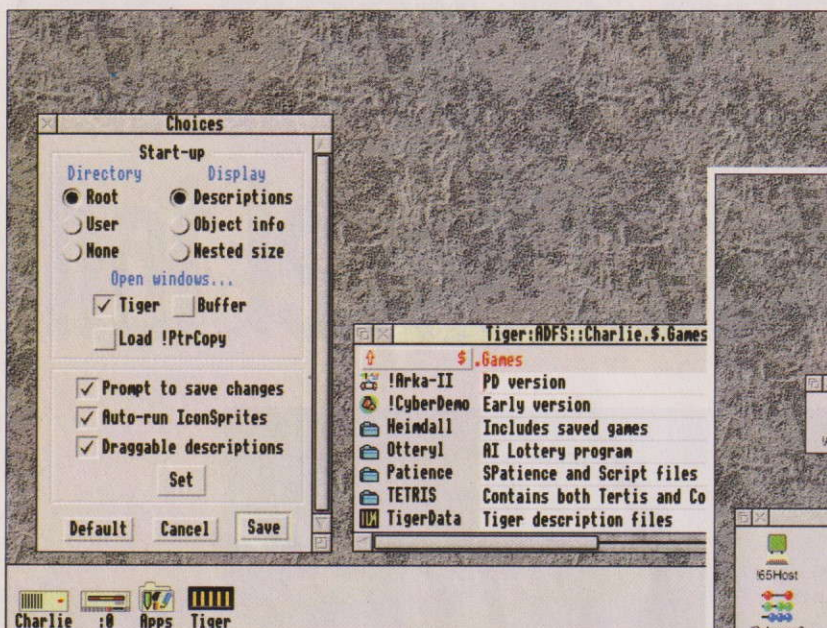 Choices
Start-up
Directory Display
Root Descriptions
User Object info
None Nested size
Open windows...
Tiger Buffer
Load !PtrCopy
Prompt to save changes
Auto-run IconSprites
Draggable descriptions
Set
Default Cancel Save
Tiger:ADFS::Charlie.$.Games
$ .Games
!Arka-II PD version
!CyberDemo Early version
Heimdall Includes saved games
Otteryl AI Lottery program
Patience SPatience and Script files
TETRIS Contains both Tertis and Co
TigerData Tiger description files
!65Host
Charlie :0 Apps Tiger